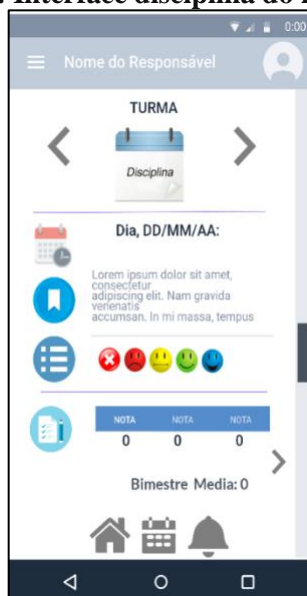 Interface disciplina do
0:00
Nome do Responsável
TURMA
Disciplina
Dia, DD/MM/AA:
Lorem ipsum dolor sit amet,
consectetur
adipiscing elit. Nam gravida
venenatis
accumsan. In mi massa, tempus
NOTA NOTA NOTA
0 0 0
Bimestre Media: 0